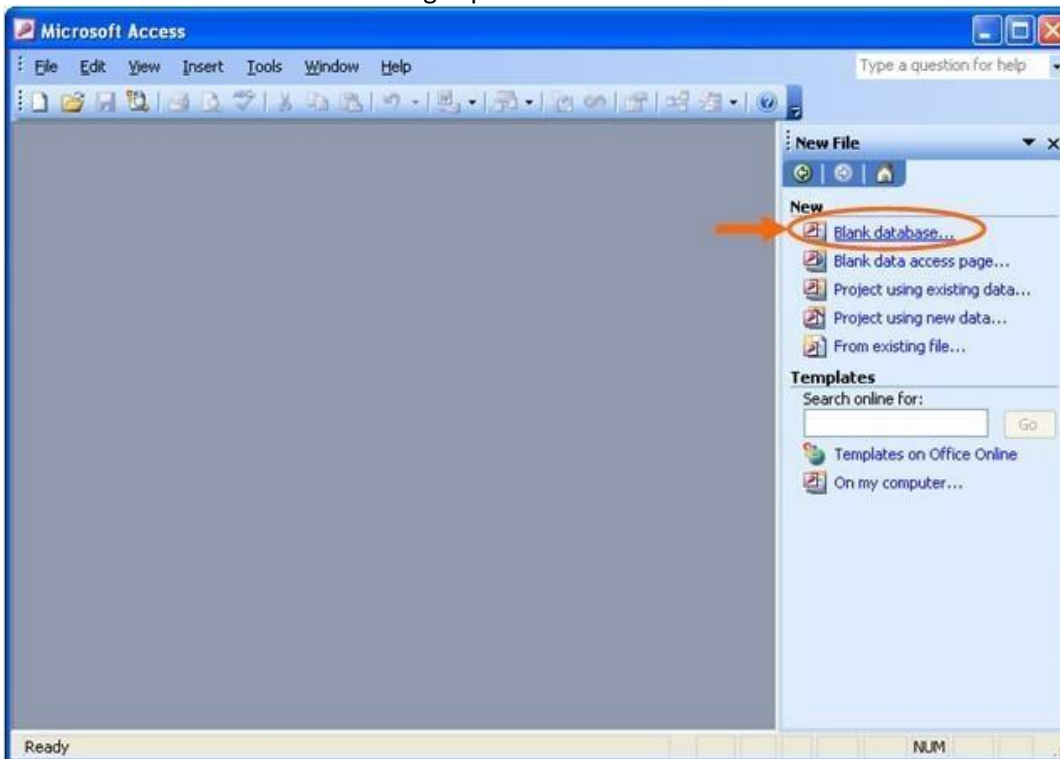 Microsoft Access
File Edit View Insert Tools Window Help
Type a question for help
New File
New
Blank database...
Blank data access page...
Project using existing data...
Project using new data...
From existing file...
Templates
Search online for:
Go
Templates on Office Online
On my computer...
Ready
NUM